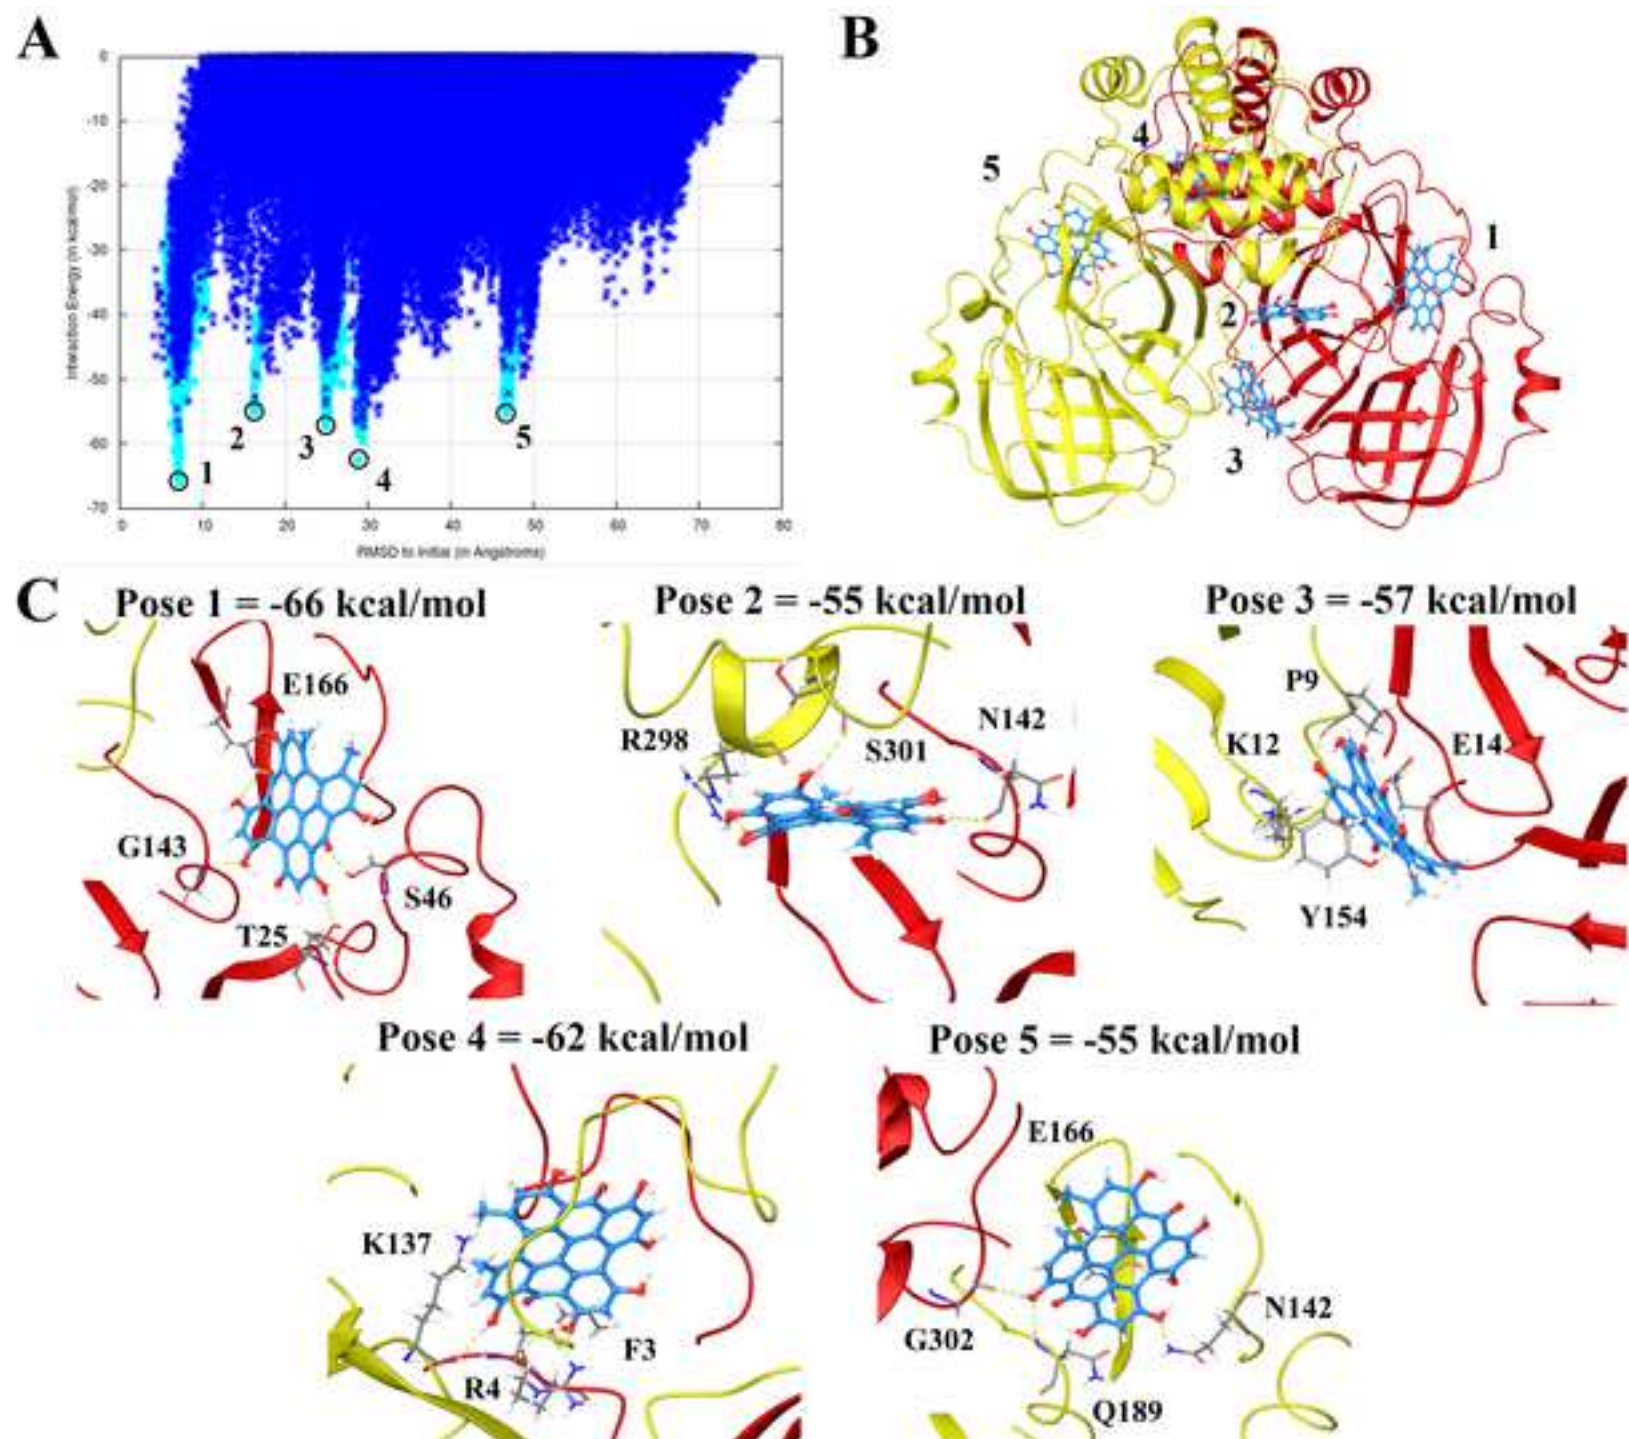 A
B
0
-10
-20
-30
-40
-50
-60
-70
Interaction Energy (in kcal/mol)
1
2
3
4
5
0 10 20 30 40 50 60 70 80
RMSD to Initial (in Angstroms)
4
5
1
2
3
C
Pose 1 = -66 kcal/mol
E166
G143
S46
T25
Pose 2 = -55 kcal/mol
N142
R298
S301
Pose 3 = -57 kcal/mol
P9
K12
E14
Y154
Pose 4 = -62 kcal/mol
K137
F3
R4
Pose 5 = -55 kcal/mol
E166
N142
G302
Q189